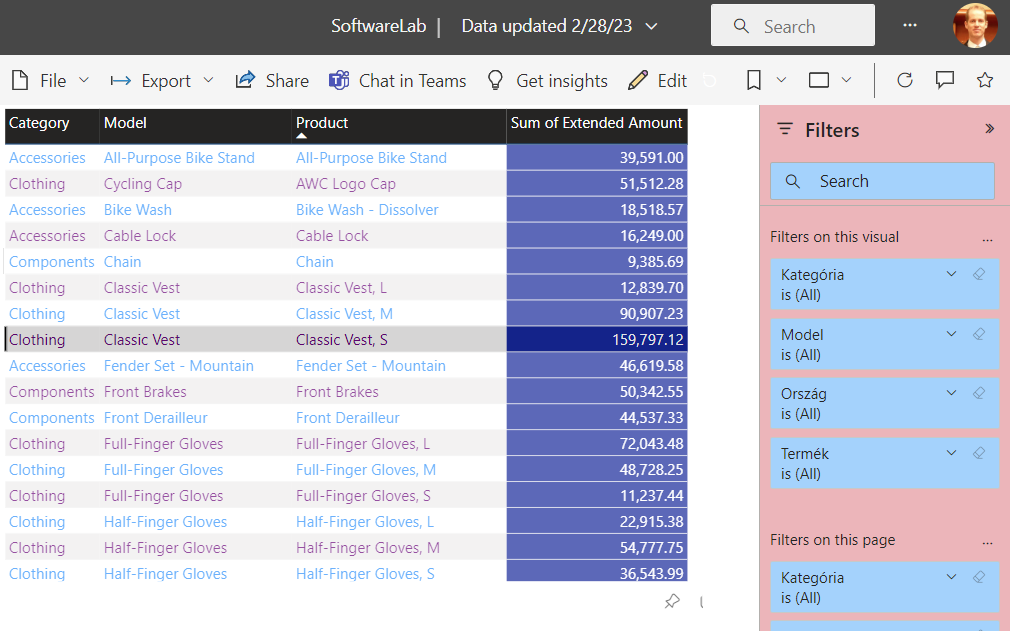 SoftwareLab | Data updated 2/28/23 Search ...
File Export Share Chat in Teams Get insights Edit
Category Model Product Sum of Extended Amount
Accessories All-Purpose Bike Stand All-Purpose Bike Stand 39,591.00
Clothing Cycling Cap AWC Logo Cap 51,512.28
Accessories Bike Wash Bike Wash - Dissolver 18,518.57
Accessories Cable Lock Cable Lock 16,249.00
Components Chain Chain 9,385.69
Clothing Classic Vest Classic Vest, L 12,839.70
Clothing Classic Vest Classic Vest, M 90,907.23
Clothing Classic Vest Classic Vest, S 159,797.12
Accessories Fender Set - Mountain Fender Set - Mountain 46,619.58
Components Front Brakes Front Brakes 50,342.55
Components Front Derailleur Front Derailleur 44,537.33
Clothing Full-Finger Gloves Full-Finger Gloves, L 72,043.48
Clothing Full-Finger Gloves Full-Finger Gloves, M 48,728.25
Clothing Full-Finger Gloves Full-Finger Gloves, S 11,237.44
Clothing Half-Finger Gloves Half-Finger Gloves, L 22,915.38
Clothing Half-Finger Gloves Half-Finger Gloves, M 54,777.75
Clothing Half-Finger Gloves Half-Finger Gloves, S 36,543.99
Filters
Search
Filters on this visual ...
Kategória
is (All)
Model
is (All)
Ország
is (All)
Termék
is (All)
Filters on this page ...
Kategória
is (All)